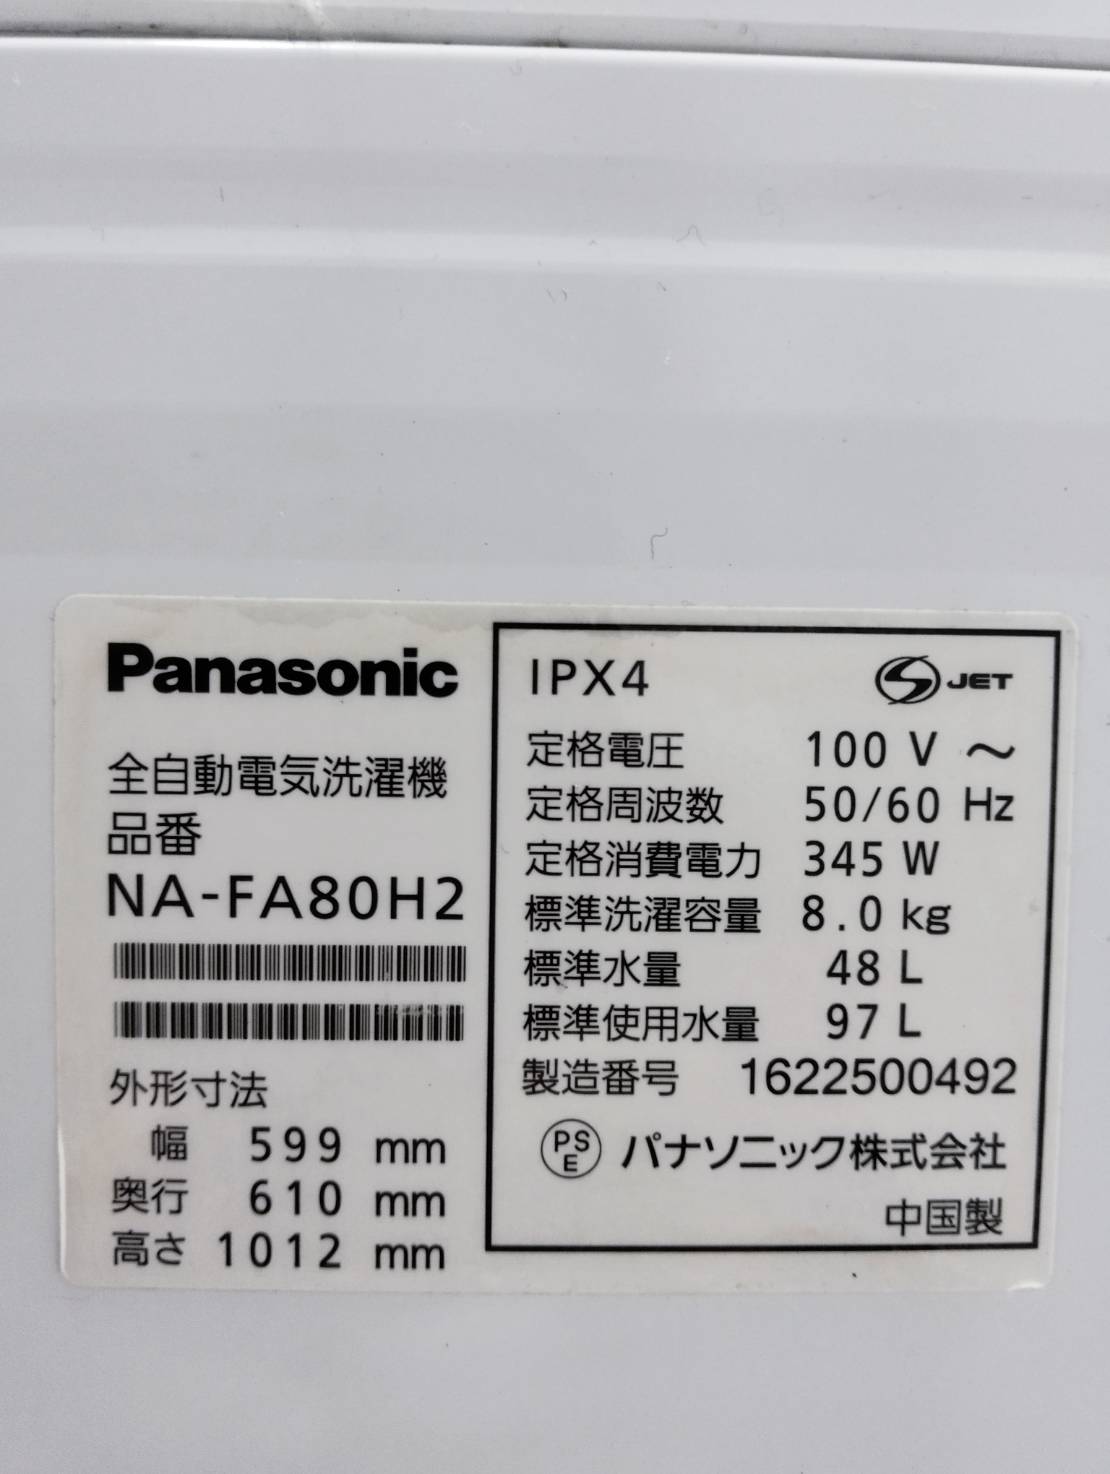 Panasonic
全自動電気洗濯機
品番
NA-FA80H2
外形寸法
幅 599 mm
奥行 610 mm
高さ 1012 mm
IPX4
S JET
定格電圧 100 V ～
定格周波数 50/60 Hz
定格消費電力 345 W
標準洗濯容量 8.0 kg
標準水量 48 L
標準使用水量 97 L
製造番号 1622500492
PSE パナソニック株式会社
中国製